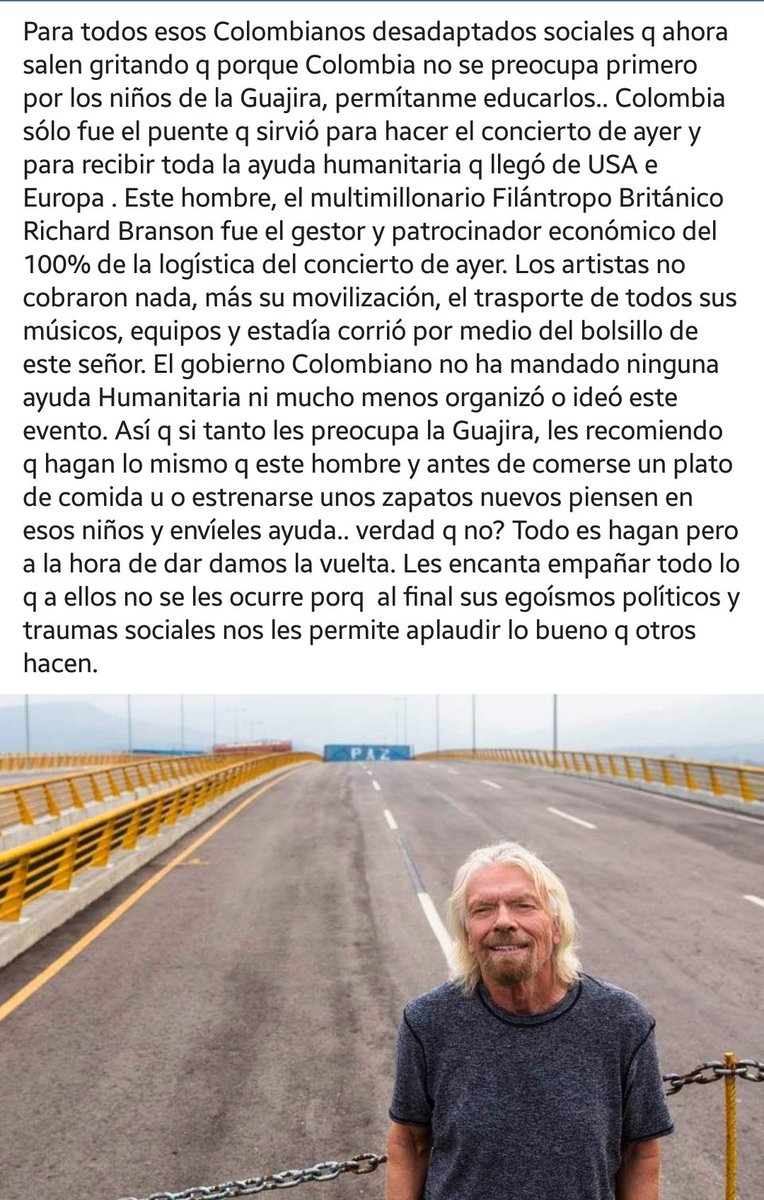 Para todos esos Colombianos desadaptados sociales q ahora
salen gritando q porque Colombia no se preocupa primero
por los niños de la Guajira, permítanme educarlos.. Colombia
sólo fue el puente q sirvió para hacer el concierto de ayer y
para recibir toda la ayuda humanitaria q llegó de USA e
Europa . Este hombre, el multimillonario Filántropo Británico
Richard Branson fue el gestor y patrocinador económico del
100% de la logística del concierto de ayer. Los artistas no
cobraron nada, más su movilización, el trasporte de todos sus
músicos, equipos y estadía corrió por medio del bolsillo de
este señor. El gobierno Colombiano no ha mandado ninguna
ayuda Humanitaria ni mucho menos organizó o ideó este
evento. Así q si tanto les preocupa la Guajira, les recomiendo
q hagan lo mismo q este hombre y antes de comerse un plato
de comida u o estrenarse unos zapatos nuevos piensen en
esos niños y envíeles ayuda.. verdad q no? Todo es hagan pero
a la hora de dar damos la vuelta. Les encanta empañar todo lo
q a ellos no se les ocurre porq  al final sus egoísmos políticos y
traumas sociales nos les permite aplaudir lo bueno q otros
hacen.
PAZ